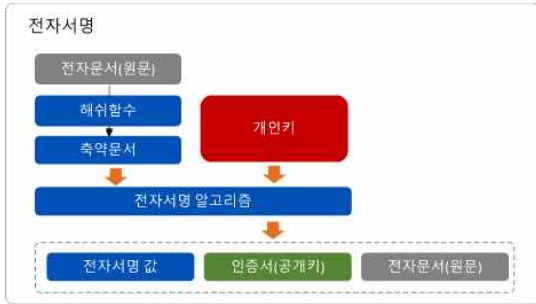 전자서명
전자문서(원문)
해쉬함수
개인키
축약문서
전자서명 알고리즘
전자서명 값
인증서(공개키)
전자문서(원문)